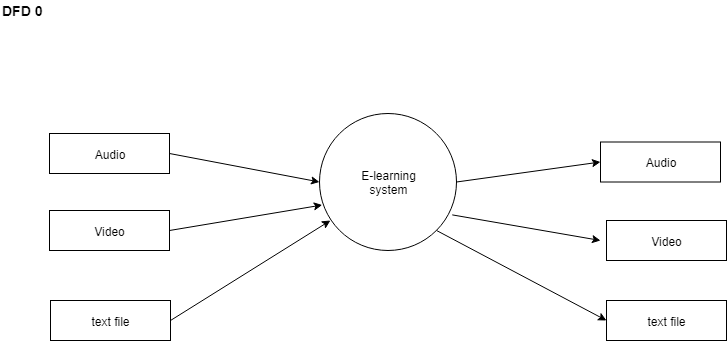 DFD 0
Audio
Video
text file
E-learning
system
Audio
Video
text file